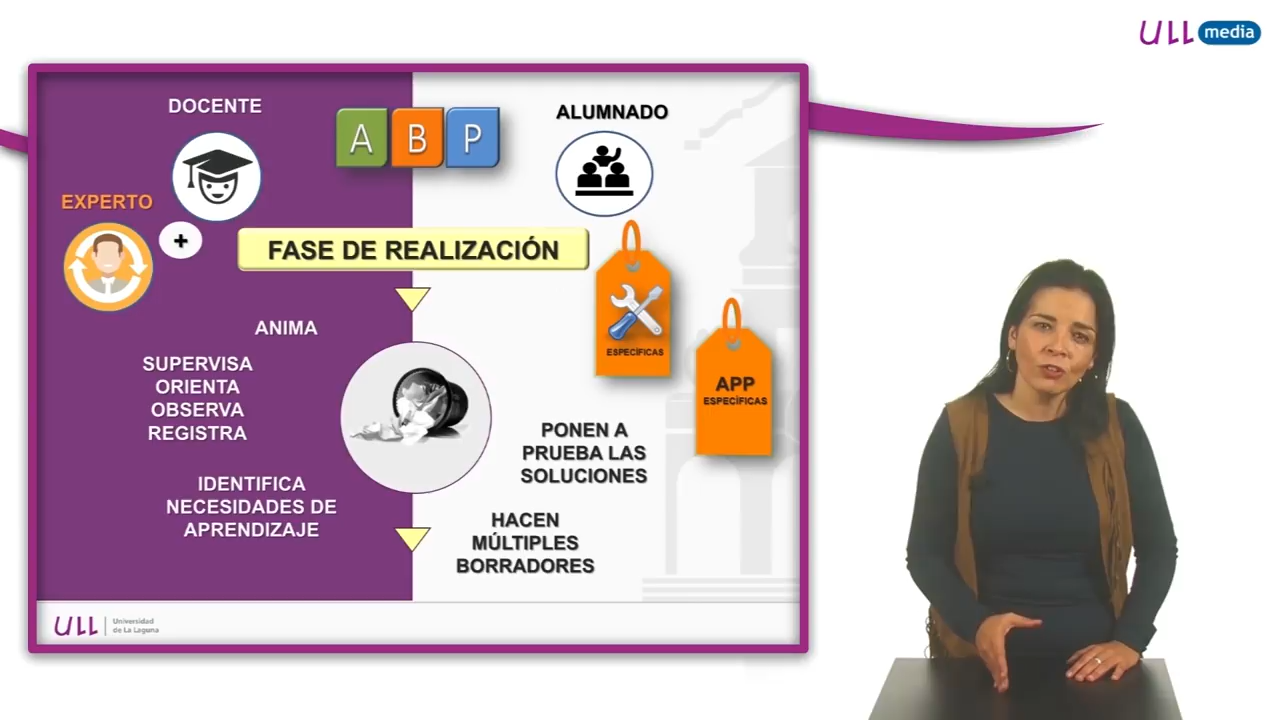 ULL media
DOCENTE
A B P
ALUMNADO
EXPERTO
+
FASE DE REALIZACIÓN
ESPECÍFICAS
APP
ESPECÍFICAS
ANIMA
SUPERVISA
ORIENTA
OBSERVA
REGISTRA
IDENTIFICA
NECESIDADES DE
APRENDIZAJE
PONEN A
PRUEBA LAS
SOLUCIONES
HACEN
MÚLTIPLES
BORRADORES
ULL
Universidad
de La Laguna